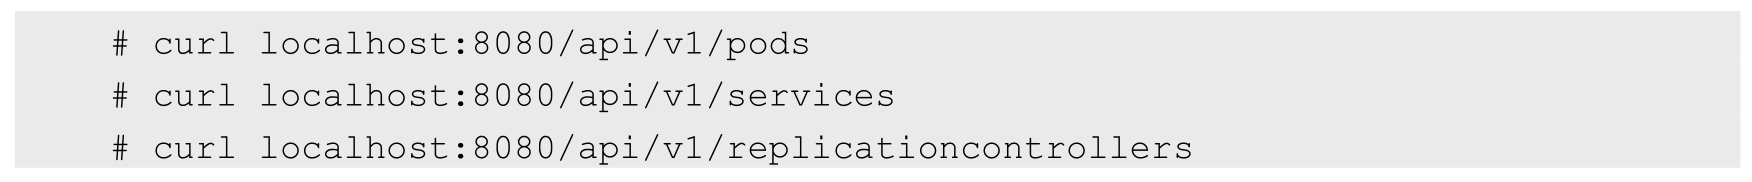 # curl localhost:8080/api/v1/pods
# curl localhost:8080/api/v1/services
# curl localhost:8080/api/v1/replicationcontrollers